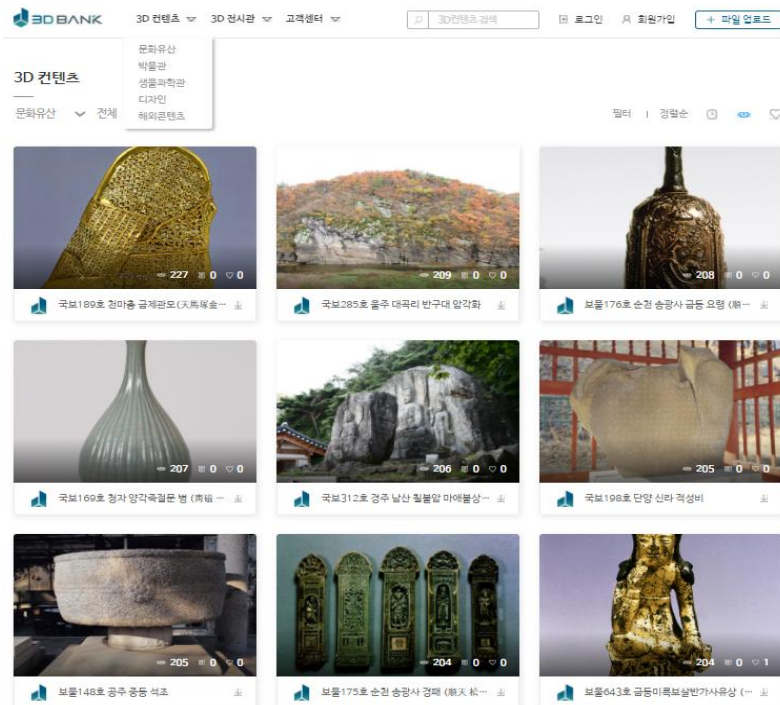 3D BANK
3D 컨텐츠 3D 전시관 고객센터 3D컨텐츠 검색 로그인 회원가입 + 파일 업로드
문화유산
박물관
생물과학관
디자인
해외콘텐츠
3D 컨텐츠
문화유산 전체 필터 | 정렬순
227 0 0
209 0 0
208 0 0
국보189호 천마총 금제관모(天馬塚金···
국보285호 울주 대곡리 반구대 암각화
보물176호 순천 송광사 금동 요령 (順···
207 0 0
206 0 0
205 0 0
국보169호 청자 양각죽절문 병 (靑磁 ···
국보312호 경주 남산 칠불암 마애불상···
국보198호 단양 신라 적성비
205 0 0
204 0 0
204 0 1
보물148호 공주 중동 석조
보물175호 순천 송광사 경패 (順天 松···
보물643호 금동미륵보살반가사유상 (···